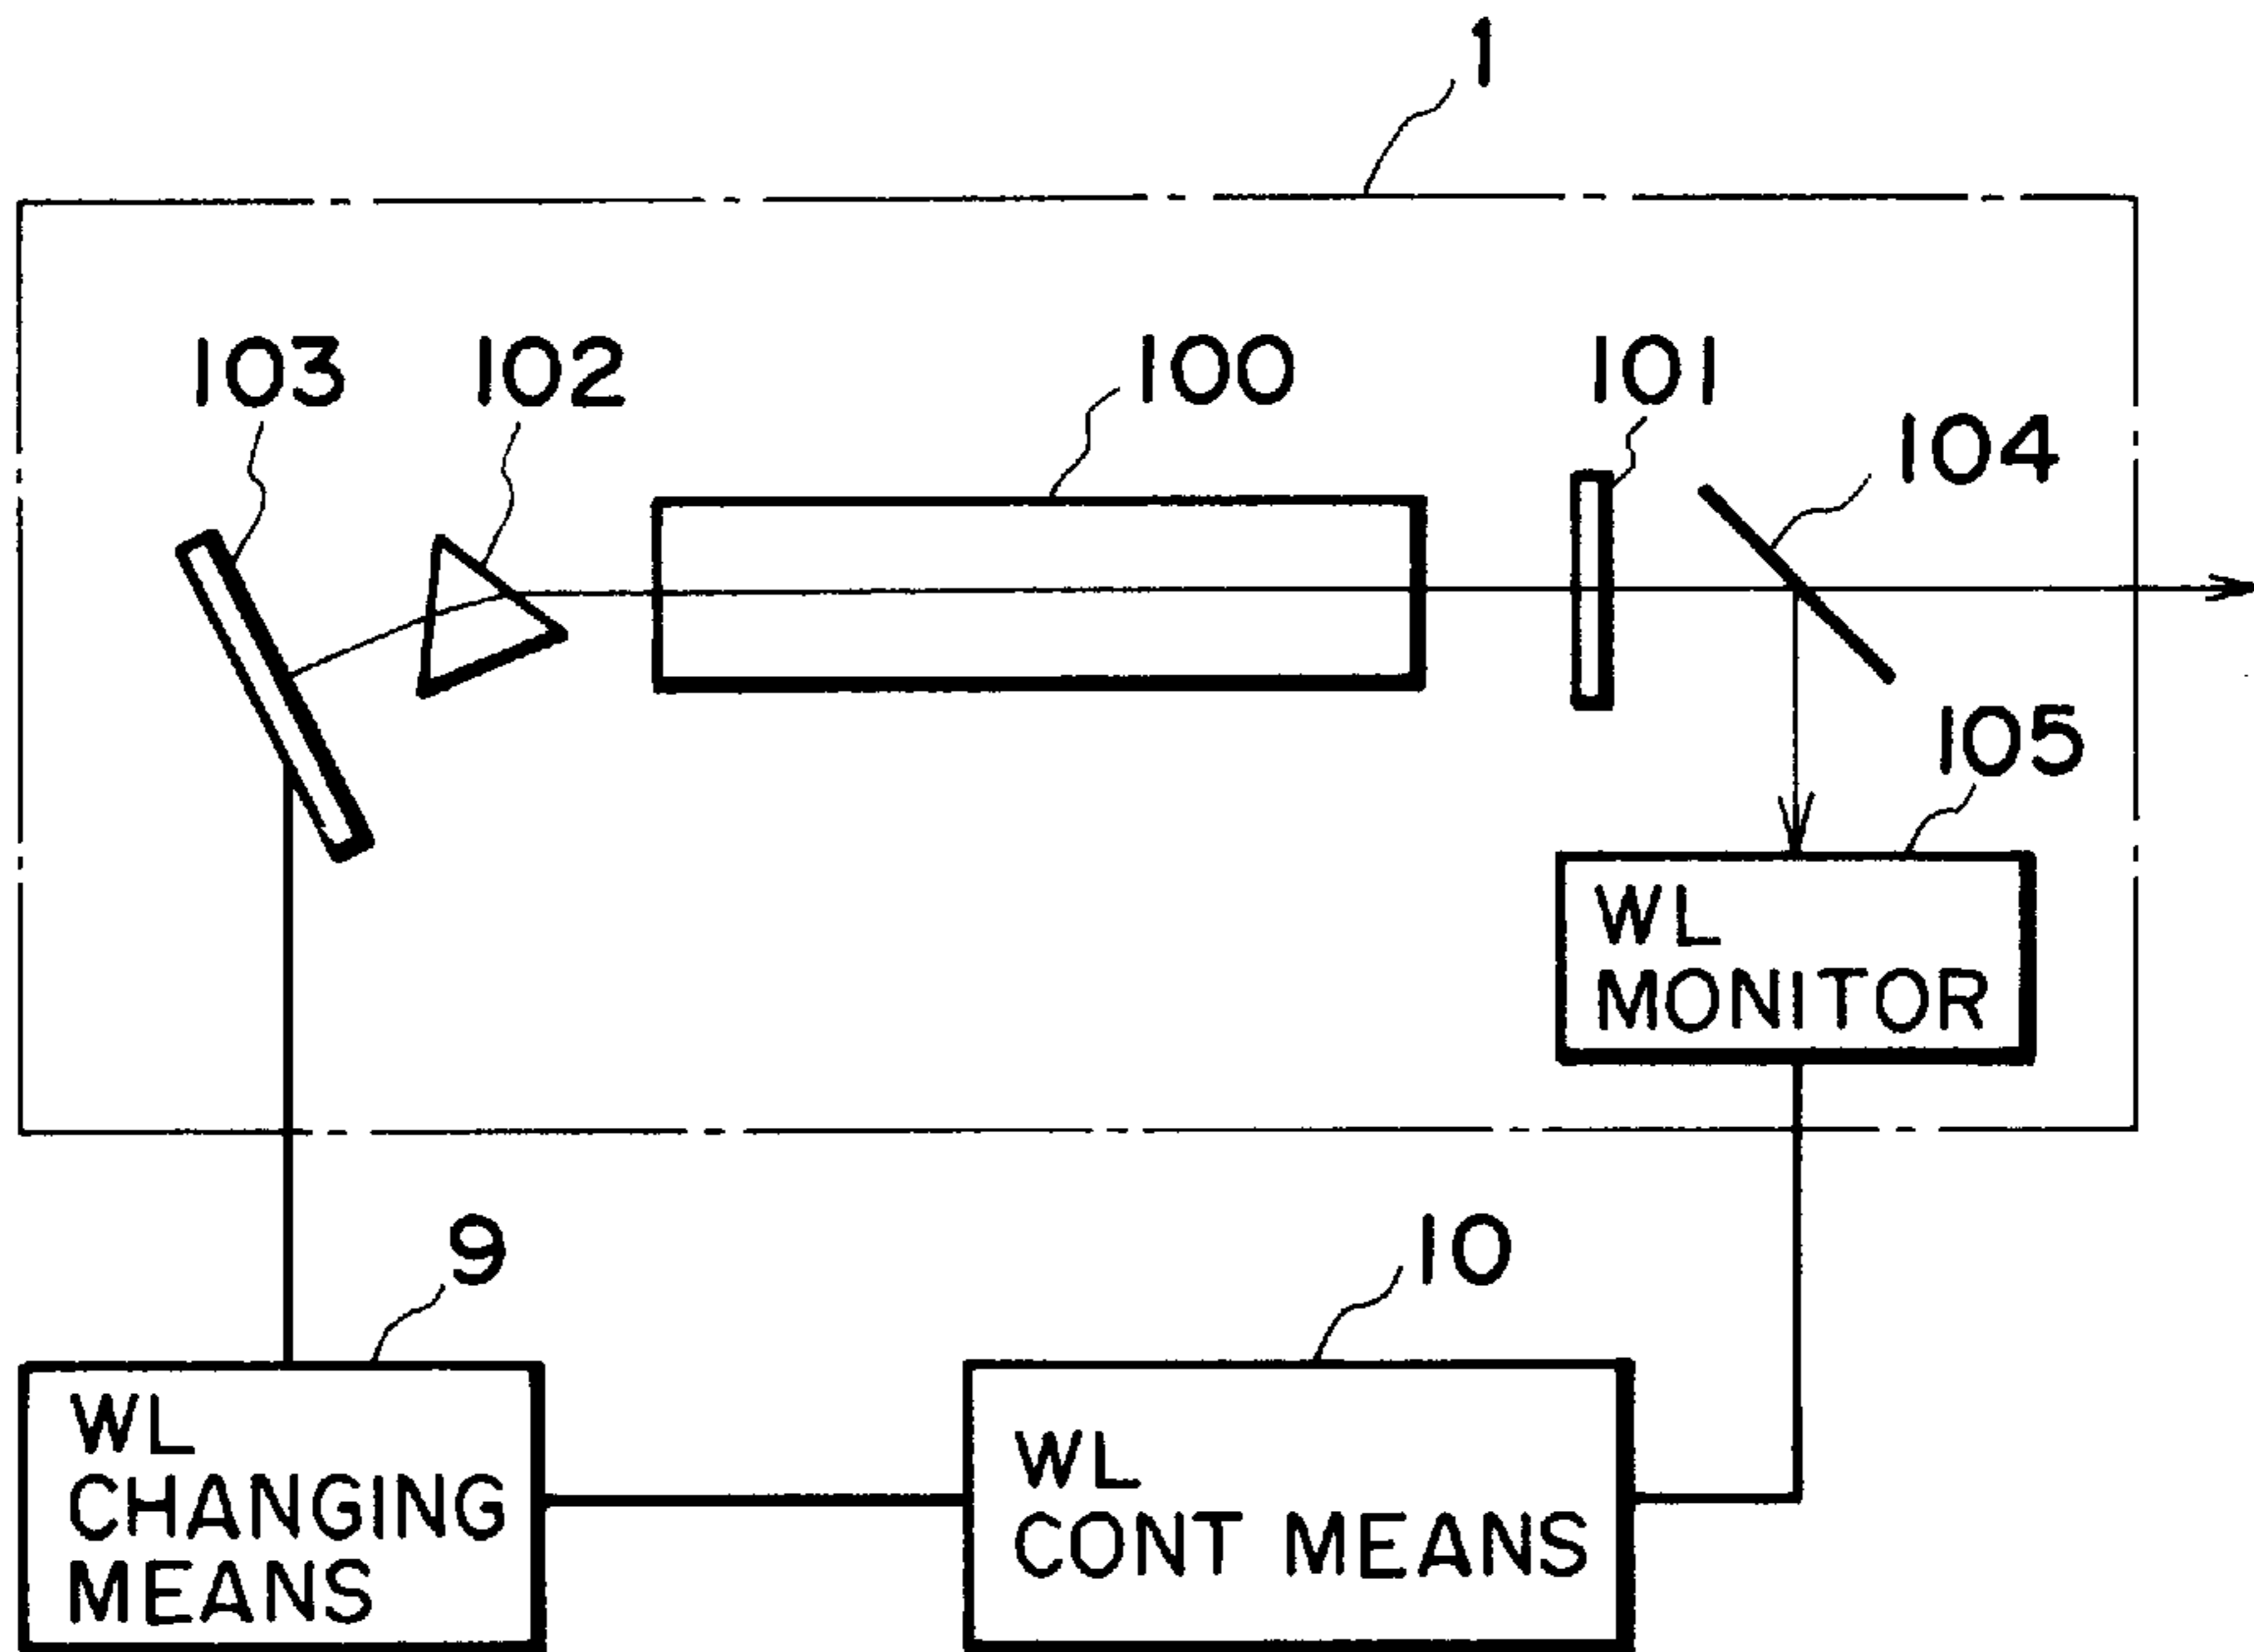 1
103
102
100
101
104
105
WL
MONITOR
9
10
WL
CHANGING
MEANS
WL
CONT MEANS